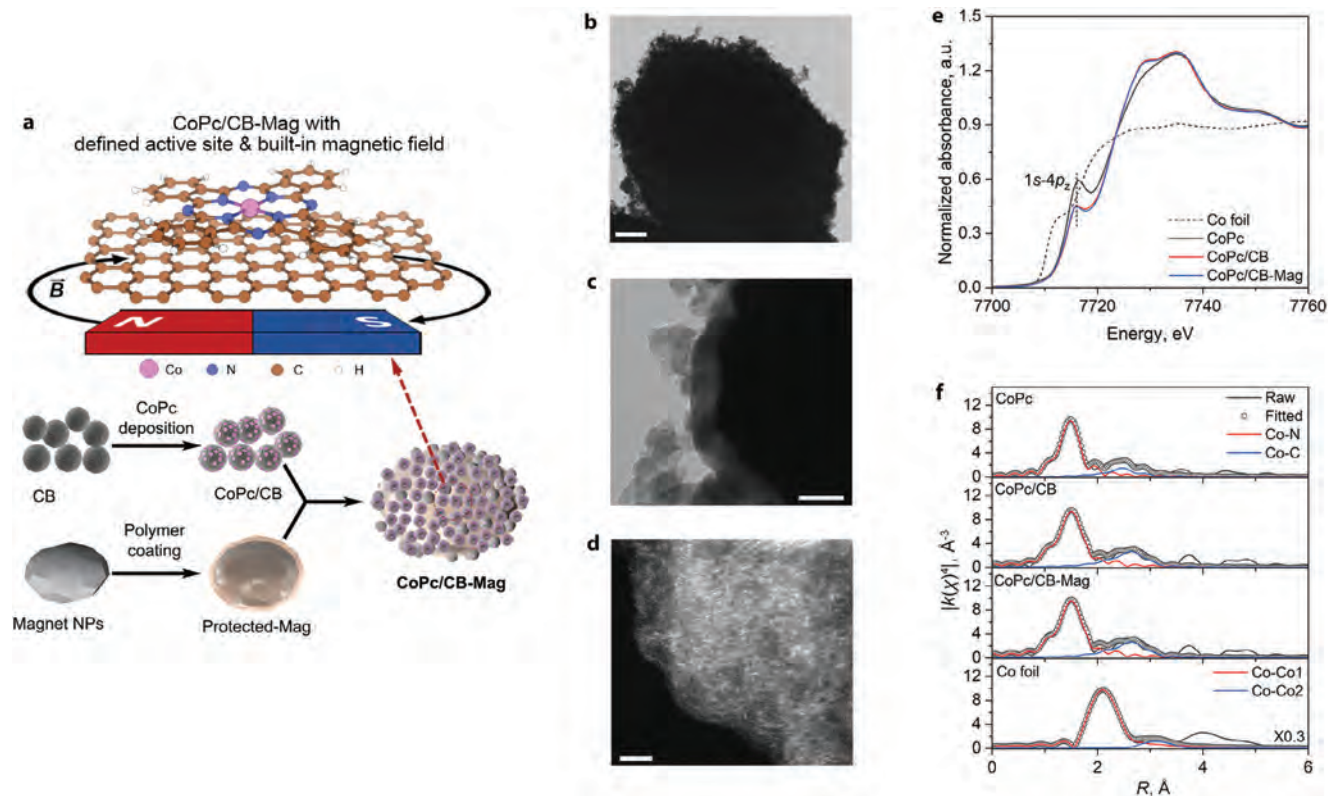 a
CoPc/CB-Mag with
defined active site & built-in magnetic field
B
N
S
Co
N
C
H
CoPc
deposition
CB
CoPc/CB
Polymer
coating
Magnet NPs
Protected-Mag
CoPc/CB-Mag
b
c
d
e
1.5
1.2
0.9
0.6
0.3
0.0
Normalized absorbance, a.u.
1s-4pz
Co foil
CoPc
CoPc/CB
CoPc/CB-Mag
7700
7720
7740
7760
Energy, eV
f
CoPc
Raw
Fitted
Co-N
Co-C
12
8
4
0
CoPc/CB
12
8
4
0
CoPc/CB-Mag
12
8
4
0
Co foil
Co-Co1
Co-Co2
X0.3
12
8
4
0
|k(χ)⁴|, Å⁻³
0
2
4
6
R, Å